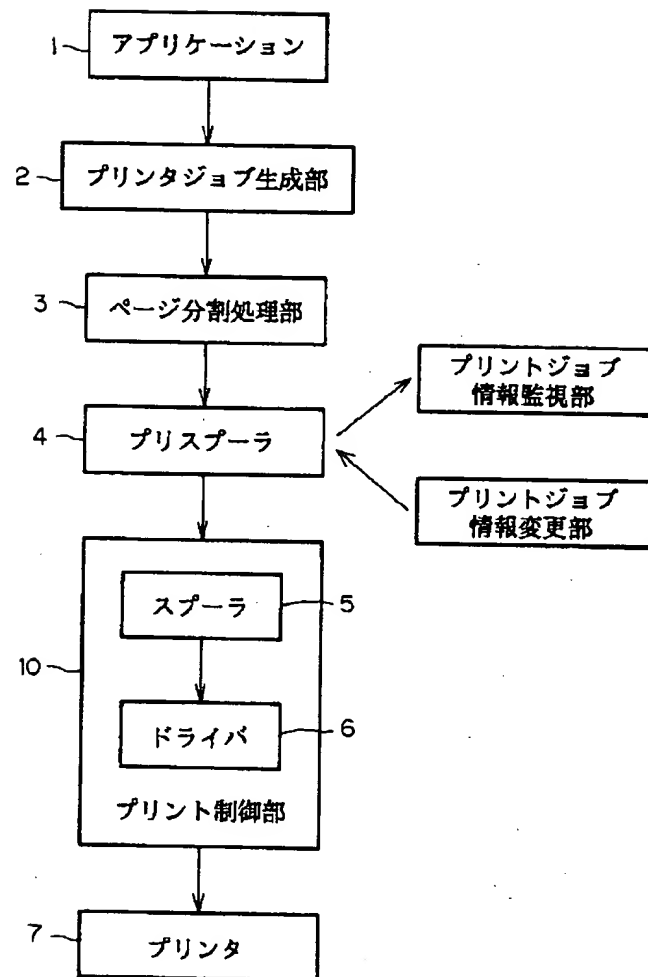 1
アプリケーション
2
プリンタジョブ生成部
3
ページ分割処理部
4
プリスプーラ
プリントジョブ
情報監視部
プリントジョブ
情報変更部
10
スプーラ
5
ドライバ
6
プリント制御部
7
プリンタ